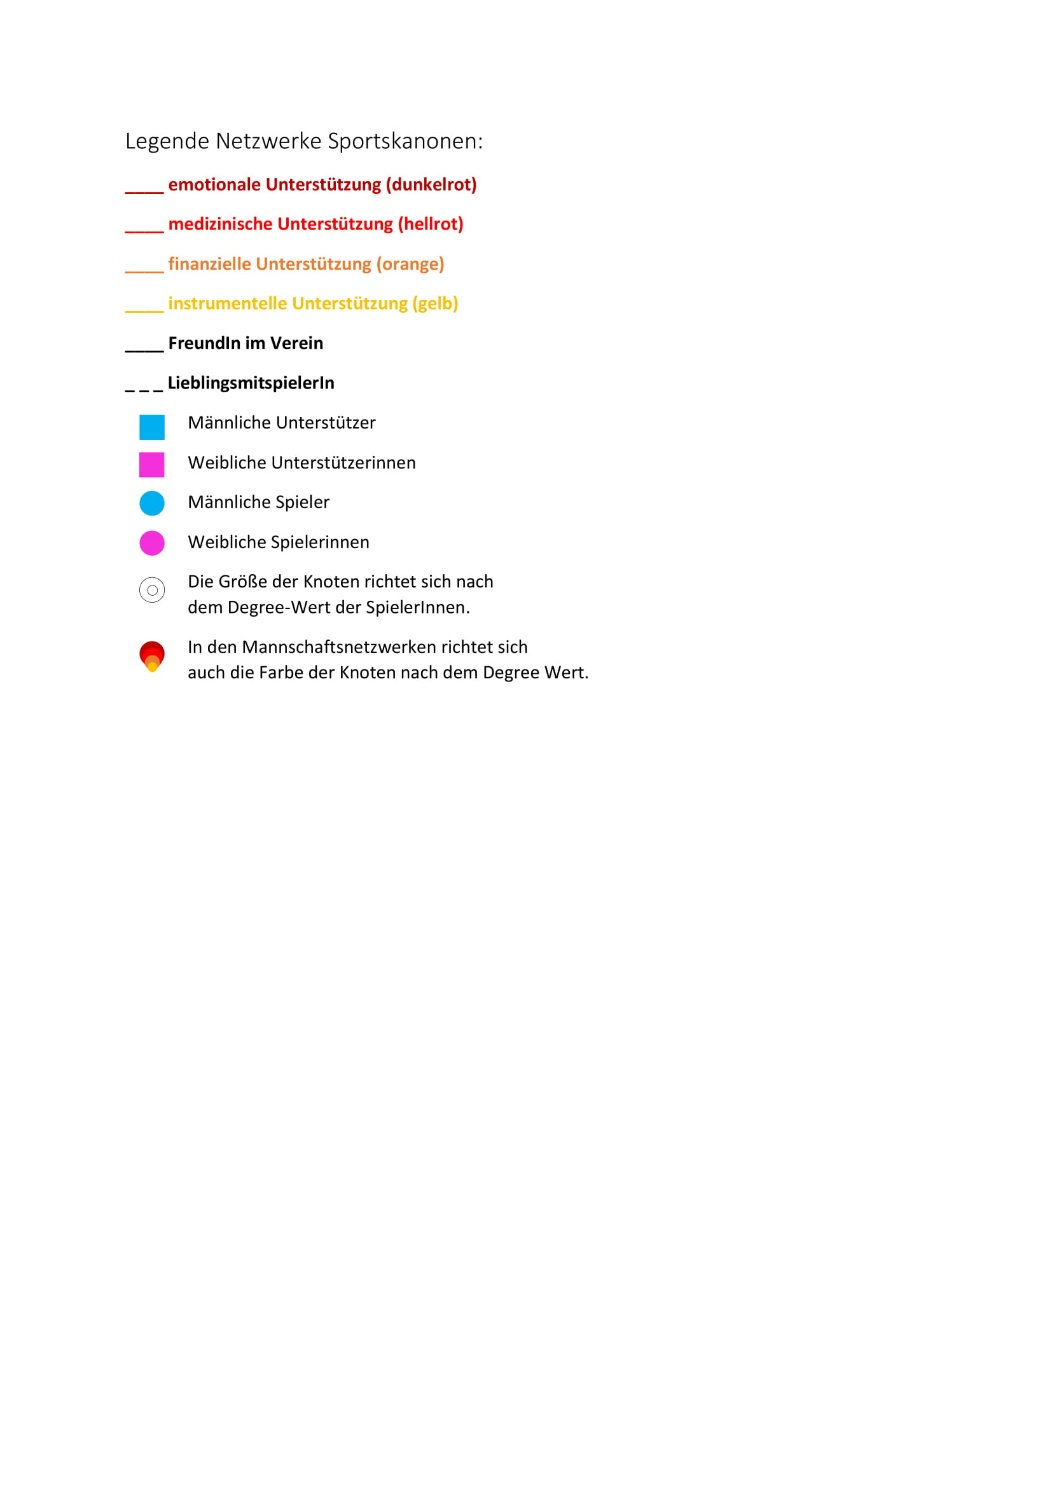 Legende Netzwerke Sportskanonen:
____ emotionale Unterstützung (dunkelrot)
____ medizinische Unterstützung (hellrot)
____ finanzielle Unterstützung (orange)
____ instrumentelle Unterstützung (gelb)
____ FreundIn im Verein
_ _ _ LieblingsmitspielerIn
Männliche Unterstützer
Weibliche Unterstützerinnen
Männliche Spieler
Weibliche Spielerinnen
Die Größe der Knoten richtet sich nach
dem Degree-Wert der SpielerInnen.
In den Mannschaftsnetzwerken richtet sich
auch die Farbe der Knoten nach dem Degree Wert.